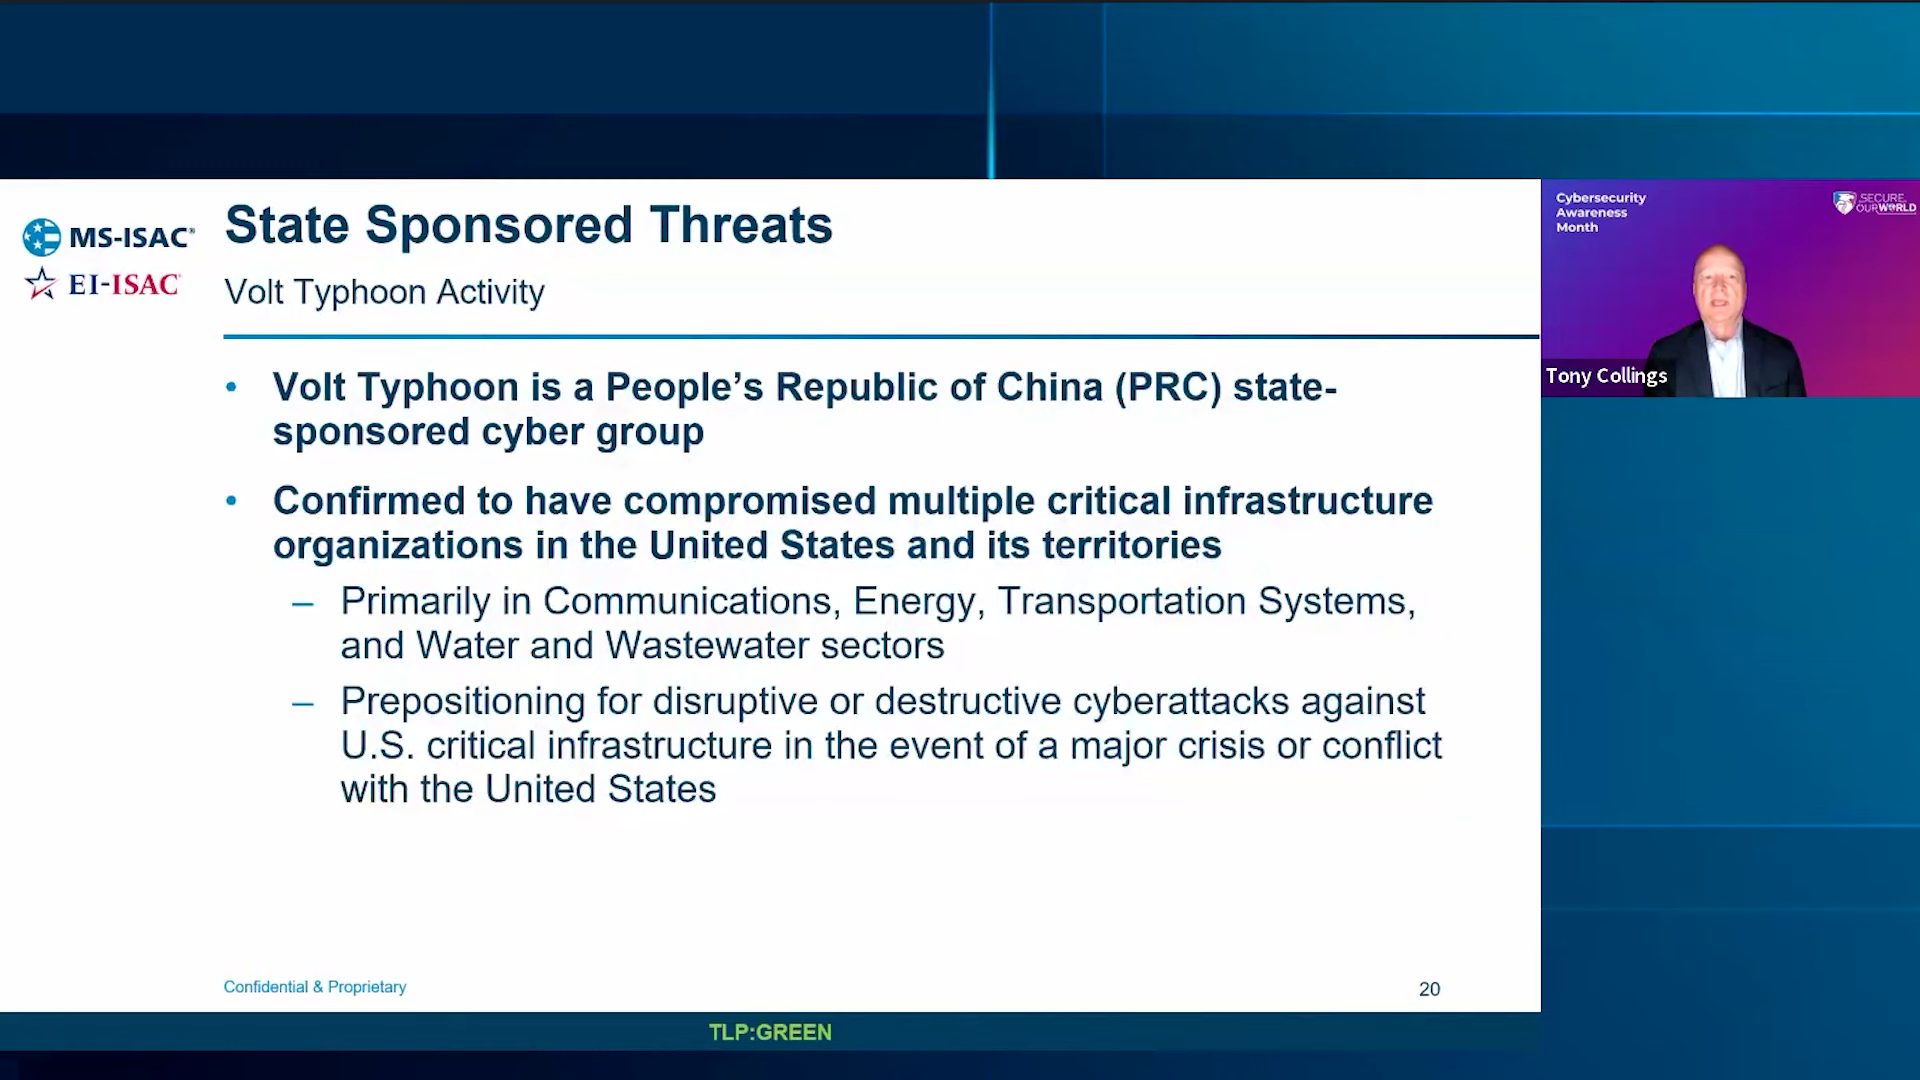 MS-ISAC®
EI-ISAC
State Sponsored Threats
Volt Typhoon Activity
• Volt Typhoon is a People’s Republic of China (PRC) state-
sponsored cyber group
• Confirmed to have compromised multiple critical infrastructure
organizations in the United States and its territories
– Primarily in Communications, Energy, Transportation Systems,
and Water and Wastewater sectors
– Prepositioning for disruptive or destructive cyberattacks against
U.S. critical infrastructure in the event of a major crisis or conflict
with the United States
Confidential & Proprietary
20
TLP:GREEN
Cybersecurity
Awareness
Month
SECURE
OUR WORLD
Tony Collings